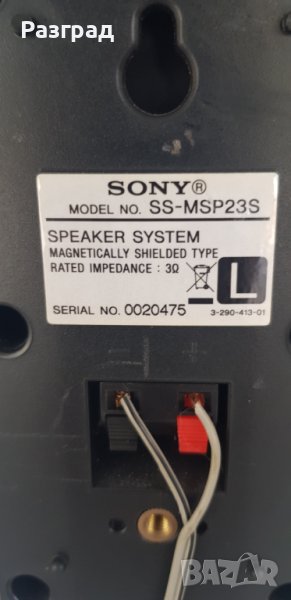 Разград
SONY®
MODEL NO. SS-MSP23S
SPEAKER SYSTEM
MAGNETICALLY SHIELDED TYPE
RATED IMPEDANCE : 3Ω
L
SERIAL NO. 0020475
3-290-413-01
BAZAR